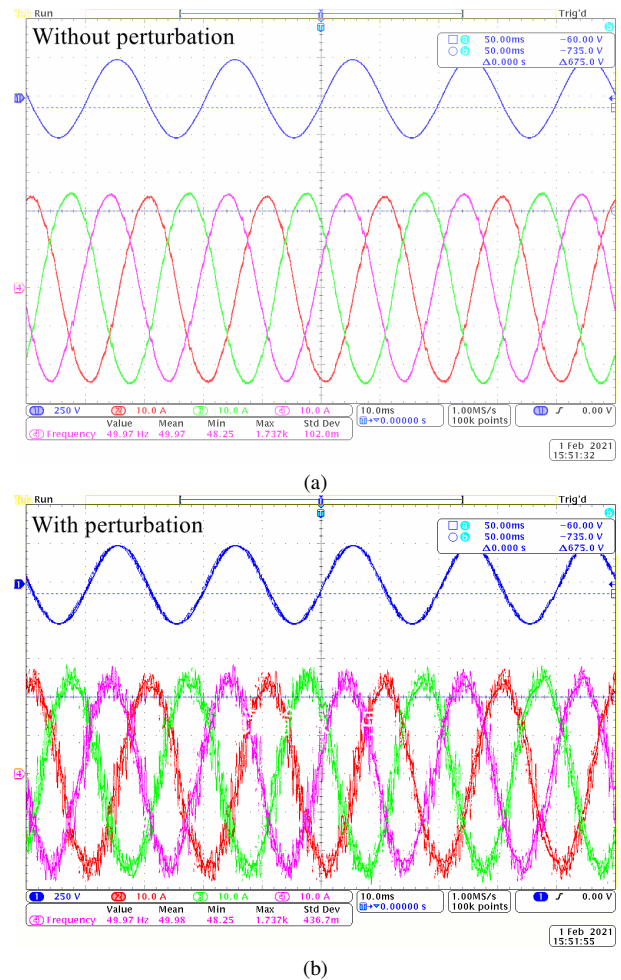 Run Trig'd
Without perturbation
a 50.00ms -60.00 V
b 50.00ms -735.0 V
Δ0.000 s Δ675.0 V
b
4
250 V 10.0 A 10.0 A 10.0 A
10.0ms
0.00000 s
1.00MS/s
100k points
0.00 V
Value Mean Min Max Std Dev
Frequency 49.97 Hz 49.97 48.25 1.737k 102.0m
1 Feb 2021
15:51:32
(a)
Run Trig'd
With perturbation
a 50.00ms -60.00 V
b 50.00ms -735.0 V
Δ0.000 s Δ675.0 V
b
1
4
1 250 V 2 10.0 A 10.0 A 10.0 A
10.0ms
0.00000 s
1.00MS/s
100k points
1 0.00 V
Value Mean Min Max Std Dev
Frequency 49.97 Hz 49.98 48.25 1.737k 436.7m
1 Feb 2021
15:51:55
(b)